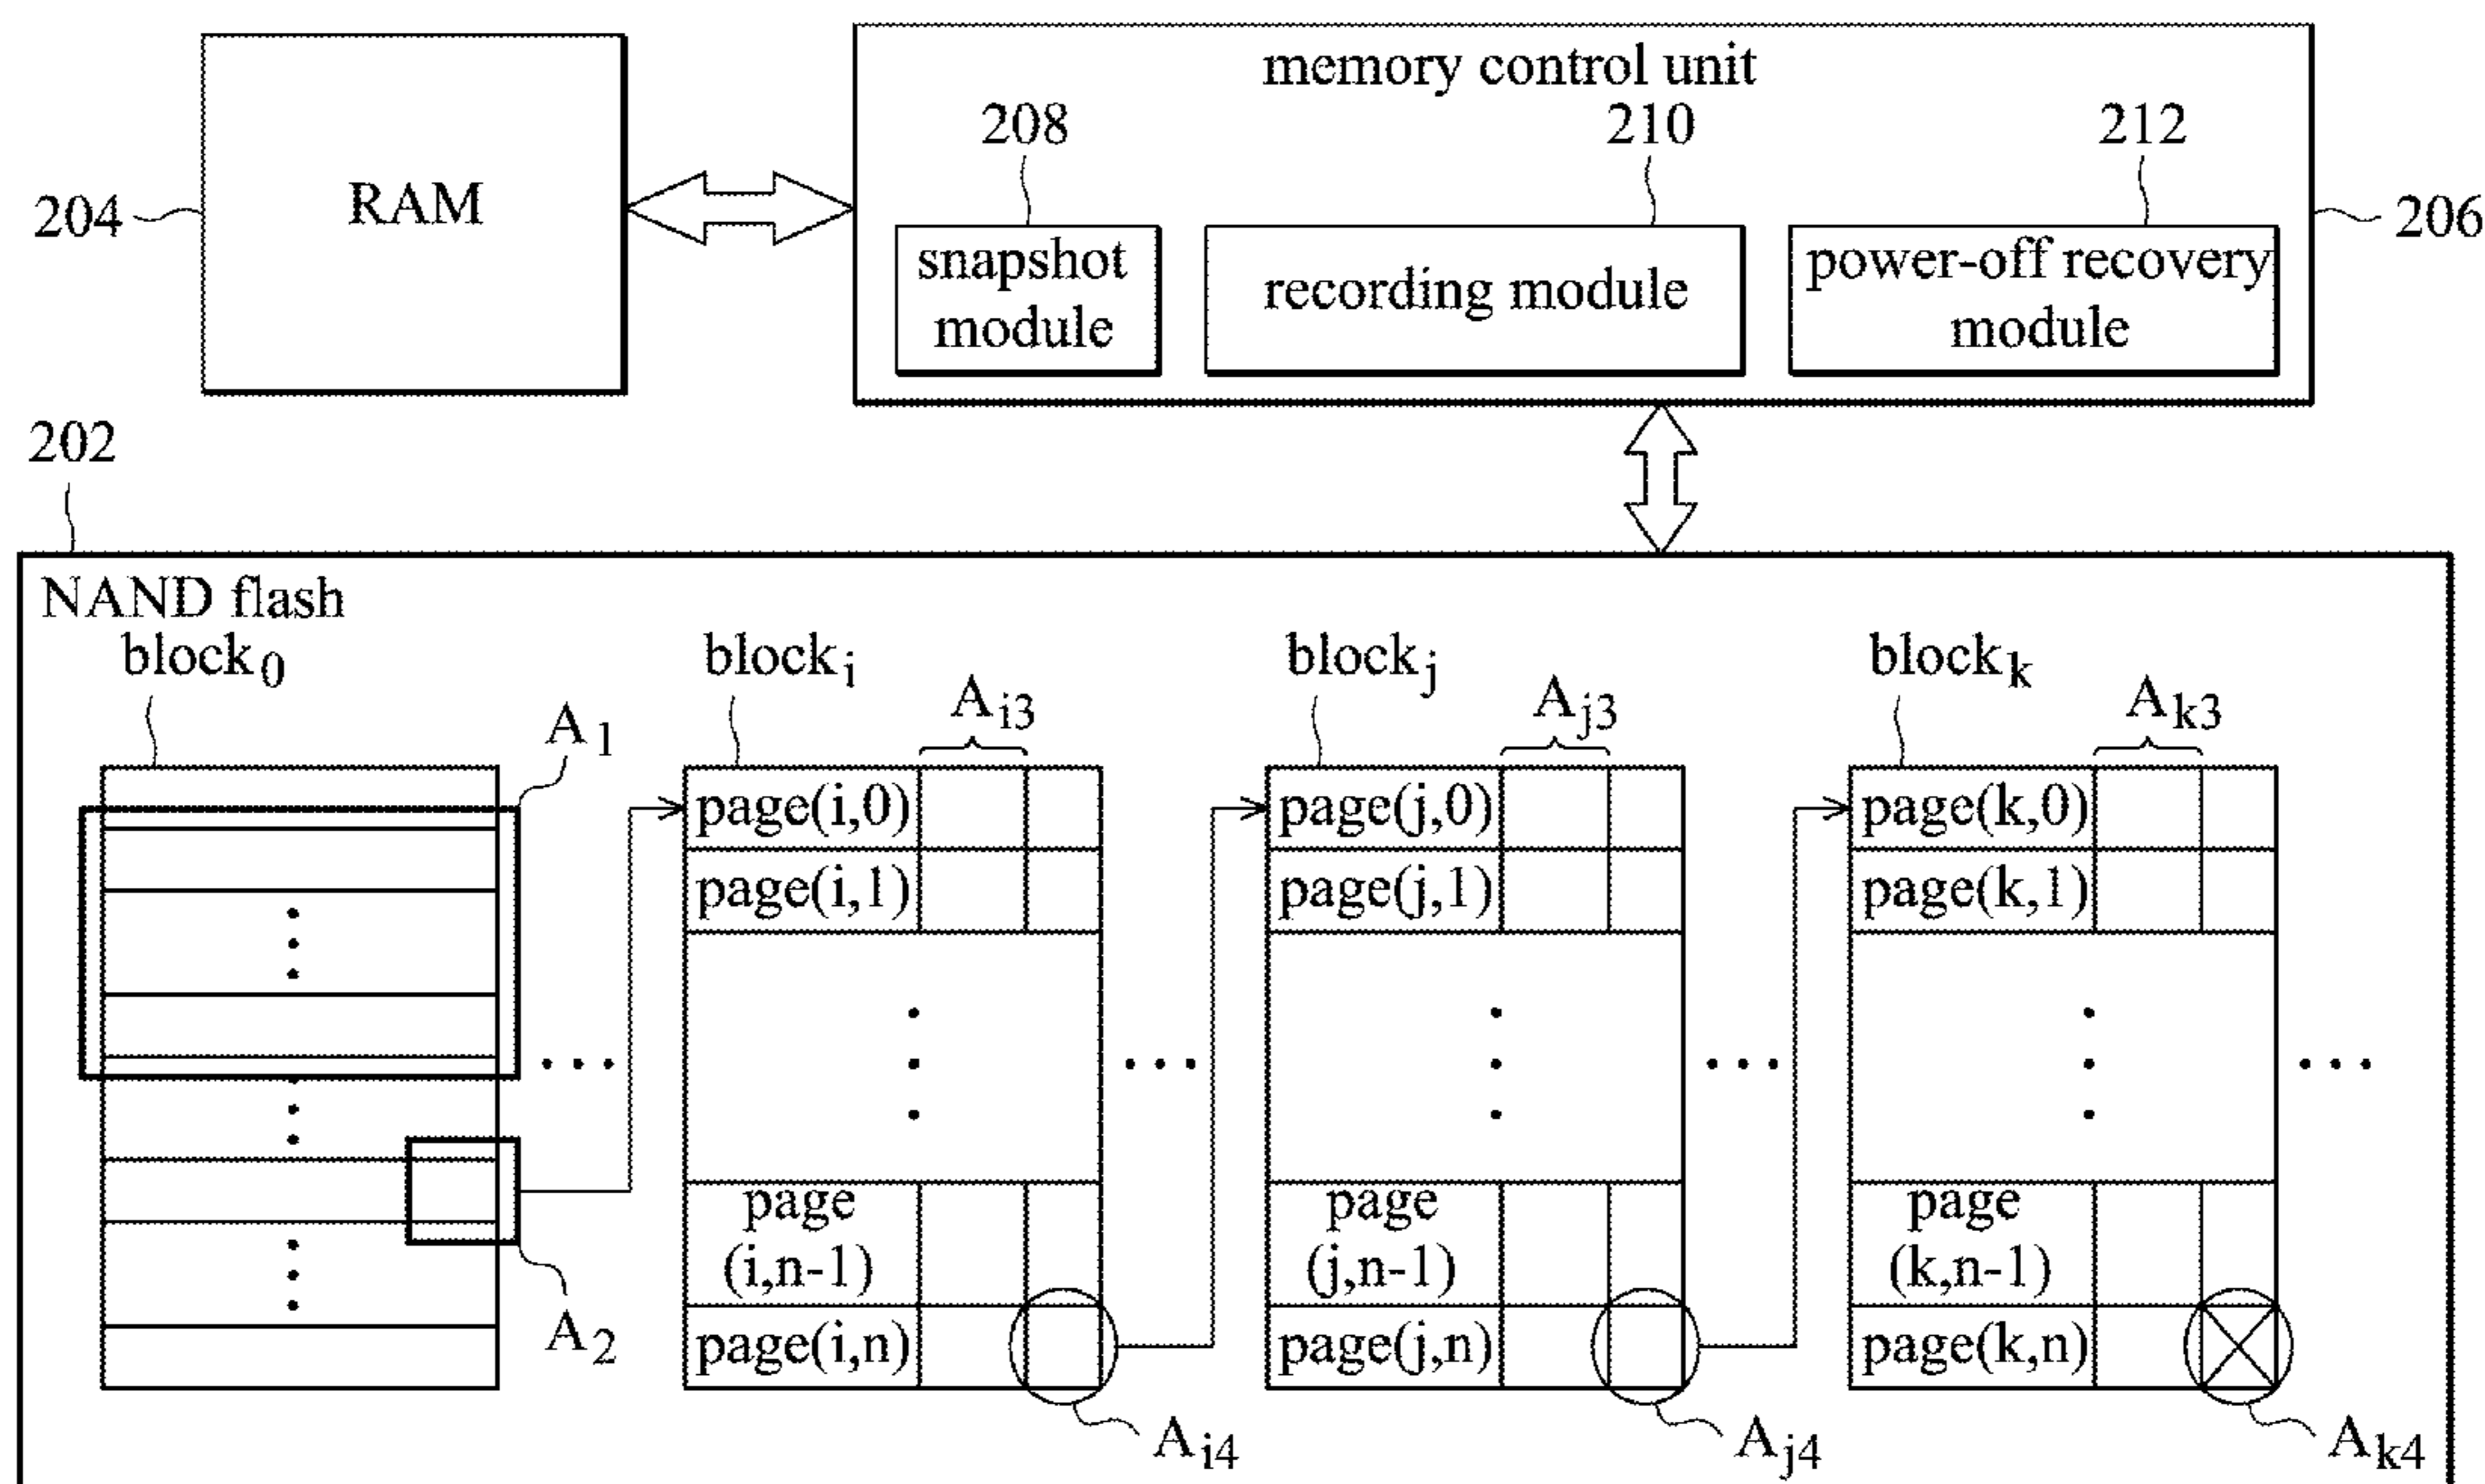 memory control unit
208
210
212
204
RAM
206
snapshot
module
recording module
power-off recovery
module
202
NAND flash
block0
blocki
blockj
blockk
A1
Ai3
Aj3
Ak3
page(i,0)
page(i,1)
page
(i,n-1)
page(i,n)
page(j,0)
page(j,1)
page
(j,n-1)
page(j,n)
page(k,0)
page(k,1)
page
(k,n-1)
page(k,n)
A2
Ai4
Aj4
Ak4